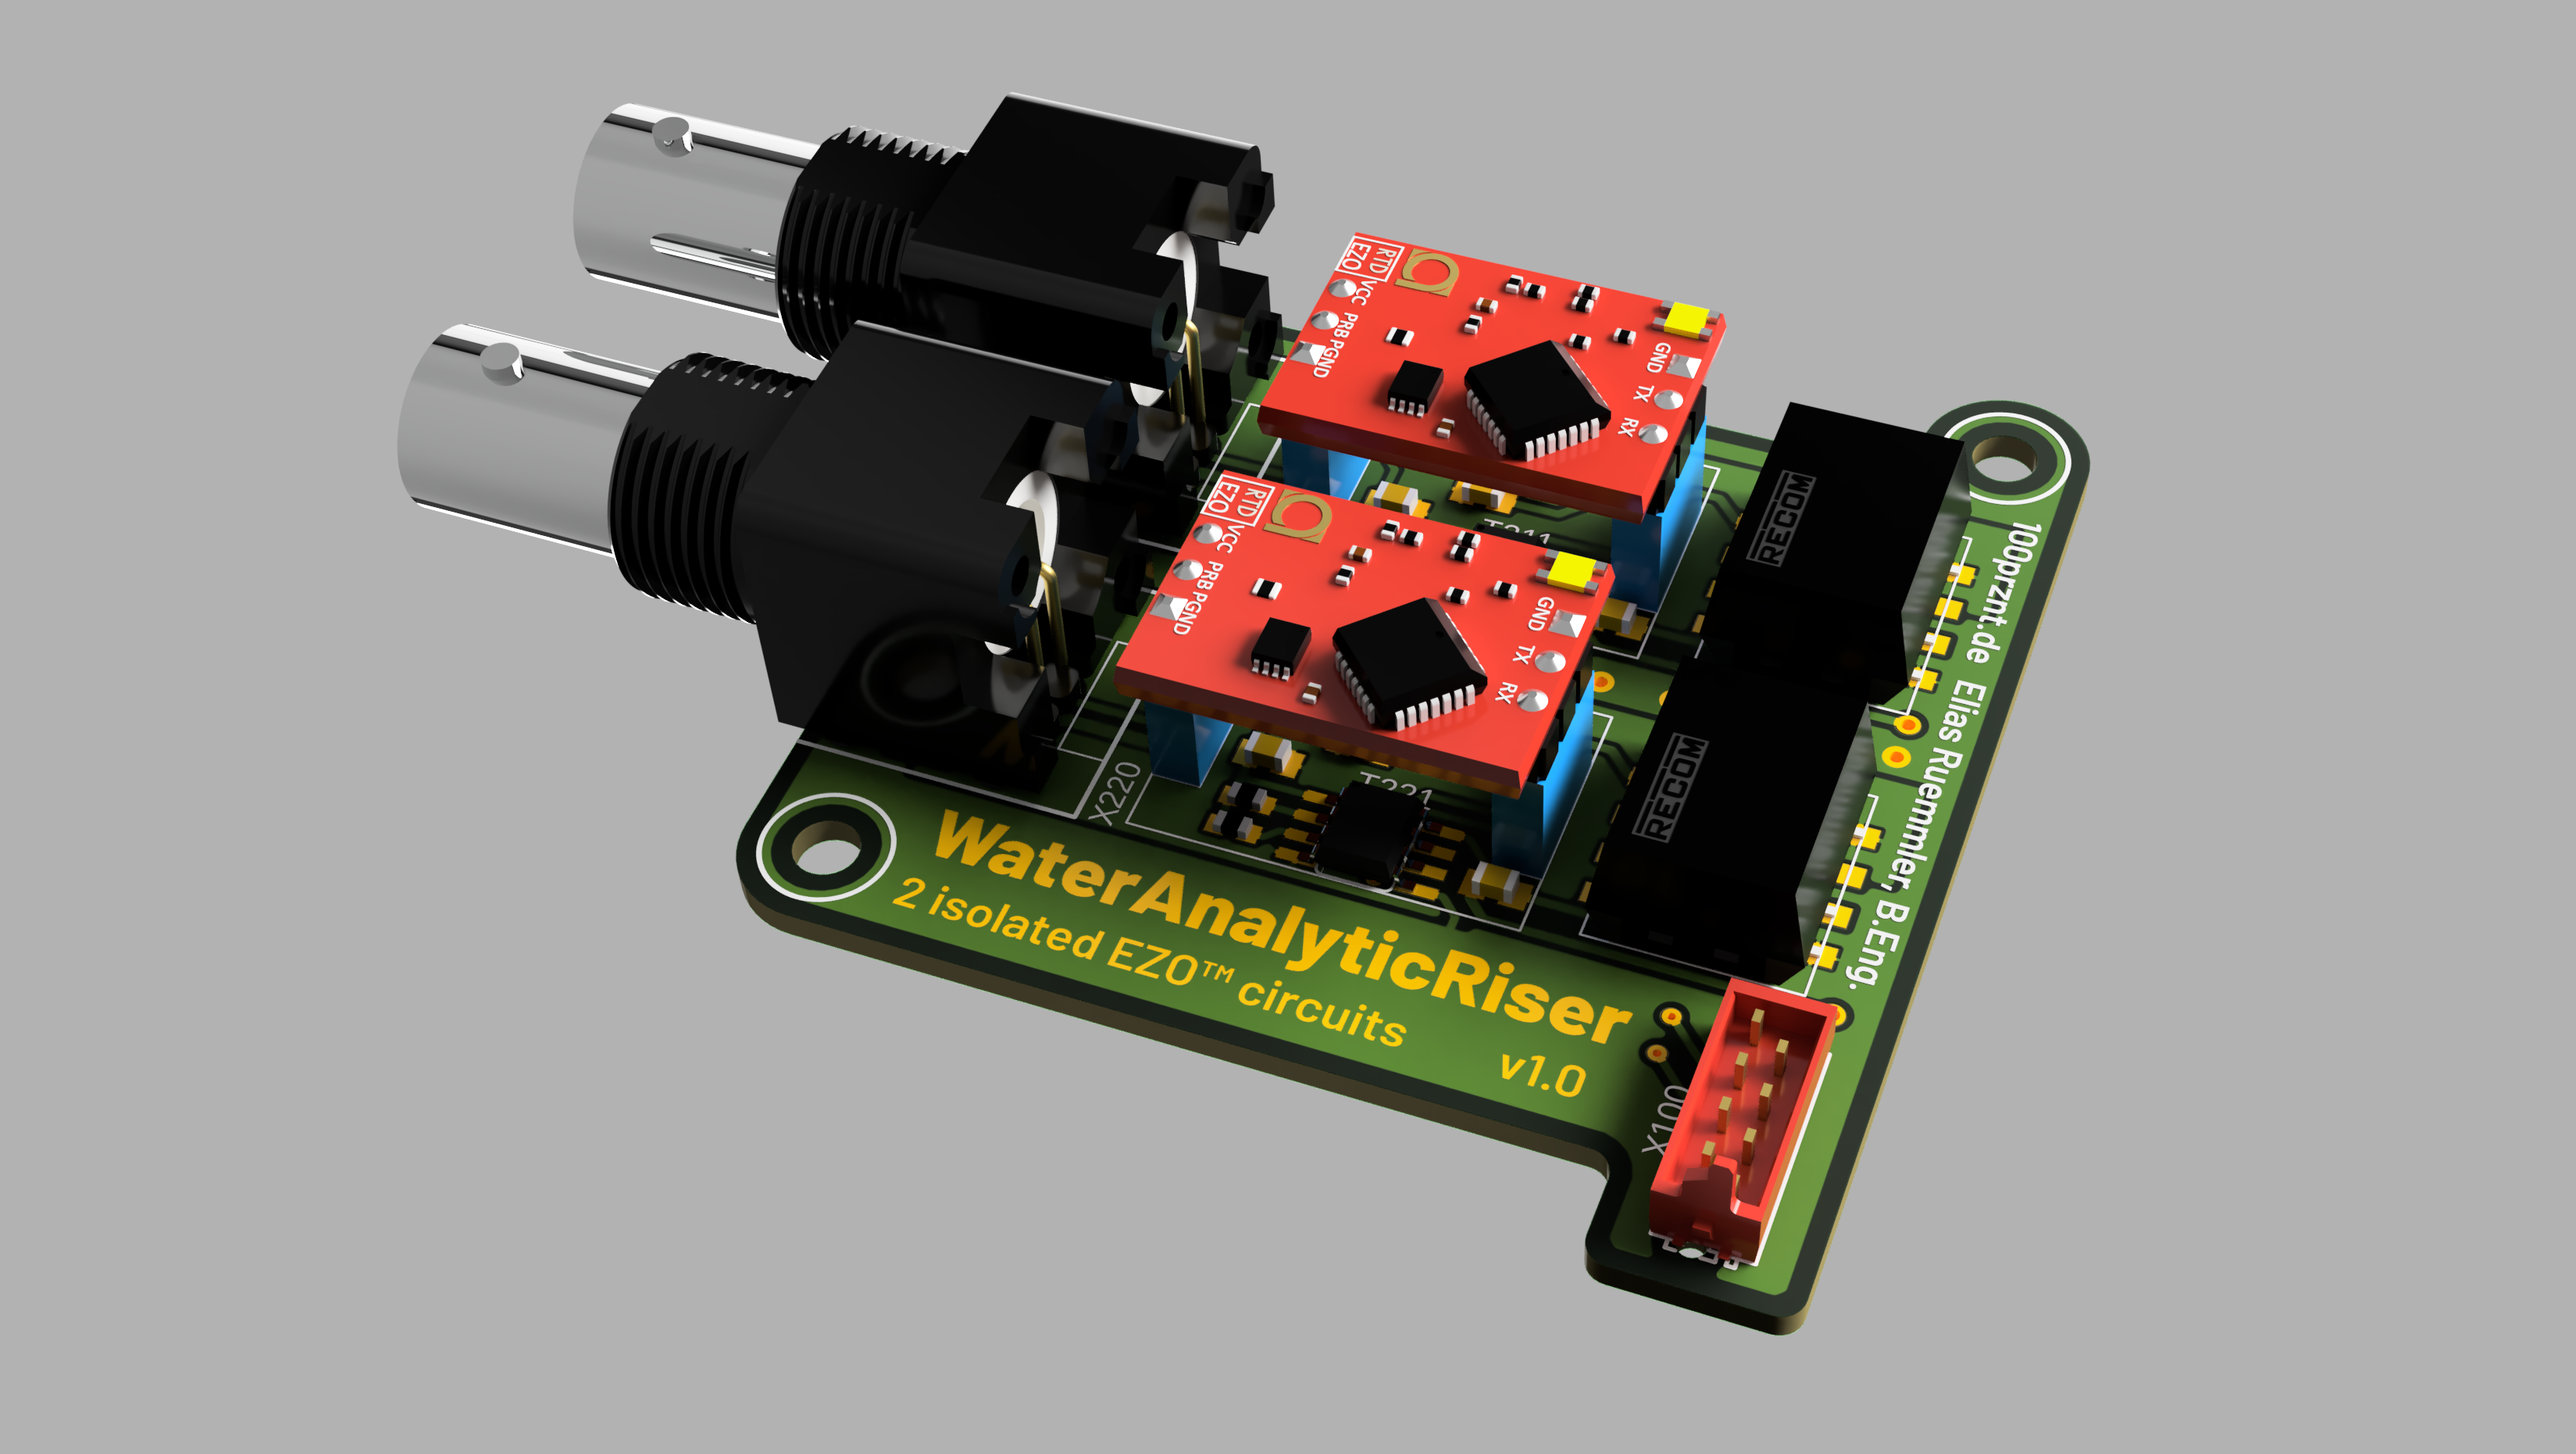 EZO
RTD
VCC
PRB
PGND
GND
TX
RX
EZO
RTD
VCC
PRB
PGND
GND
TX
RX
RECOM
RECOM
100prznt.de Elias Ruemmler, B.Eng.
X220
T221
WaterAnalyticRiser
2 isolated EZO™ circuits
v1.0
X100